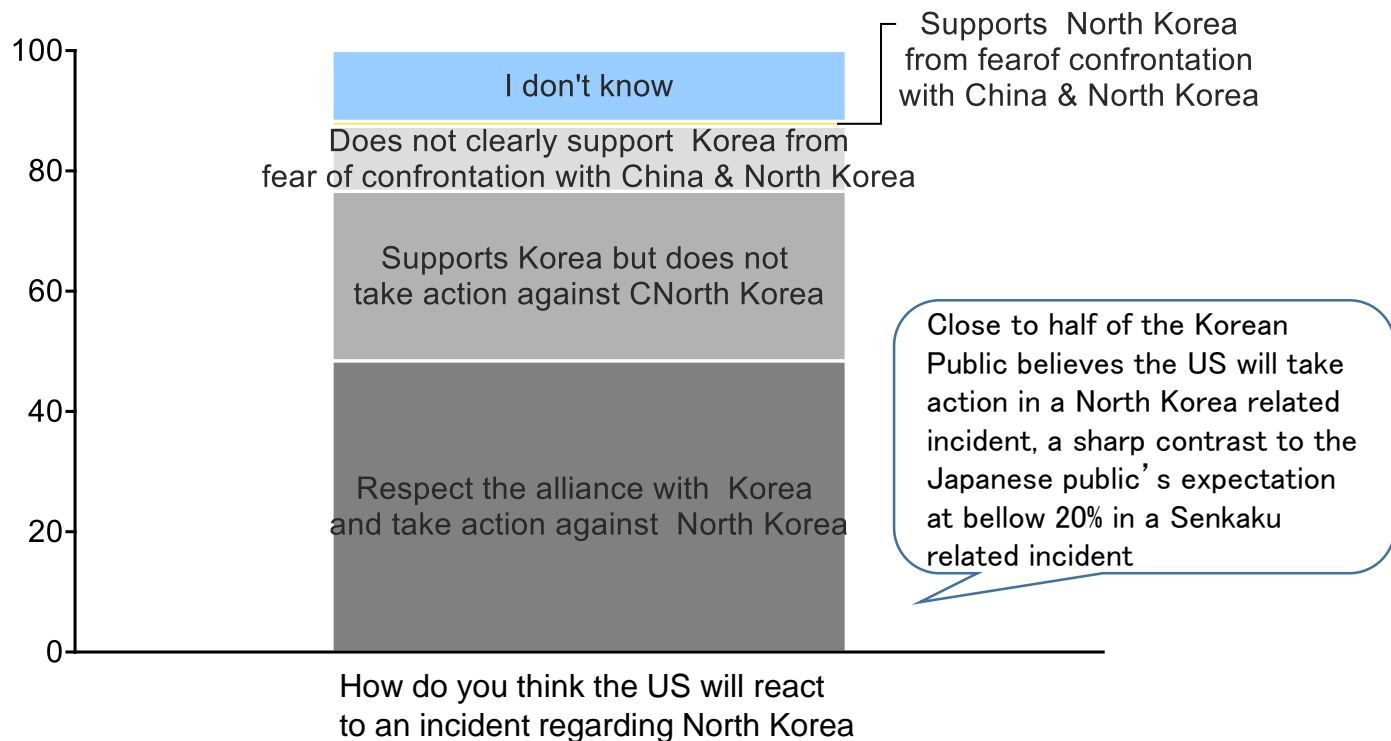 Supports North Korea
from fearof confrontation
with China & North Korea
100
80
60
40
20
0
I don't know
Does not clearly support Korea from
fear of confrontation with China & North Korea
Supports Korea but does not
take action against CNorth Korea
Respect the alliance with Korea
and take action against North Korea
Close to half of the Korean
Public believes the US will take
action in a North Korea related
incident, a sharp contrast to the
Japanese public’s expectation
at bellow 20% in a Senkaku
related incident
How do you think the US will react
to an incident regarding North Korea